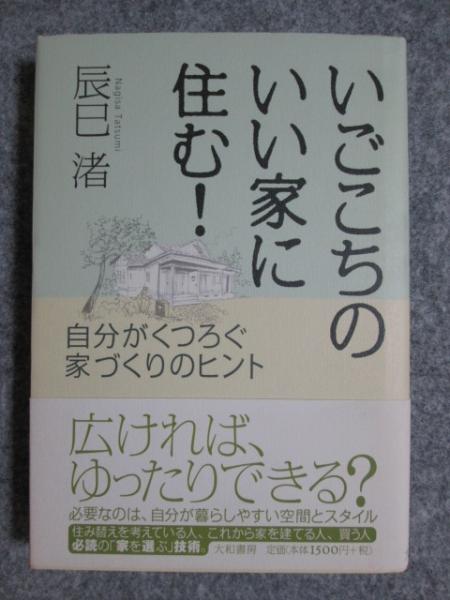 いごこちの
いい家に
住む!
辰巳 渚
Nagisa Tatsumi
自分がくつろぐ
家づくりのヒント
広ければ、
ゆったりできる?
必要なのは、自分が暮らしやすい空間とスタイル
住み替えを考えている人、これから家を建てる人、買う人
必読の「家を選ぶ」技術。 大和書房 定価(本体1500円+税)